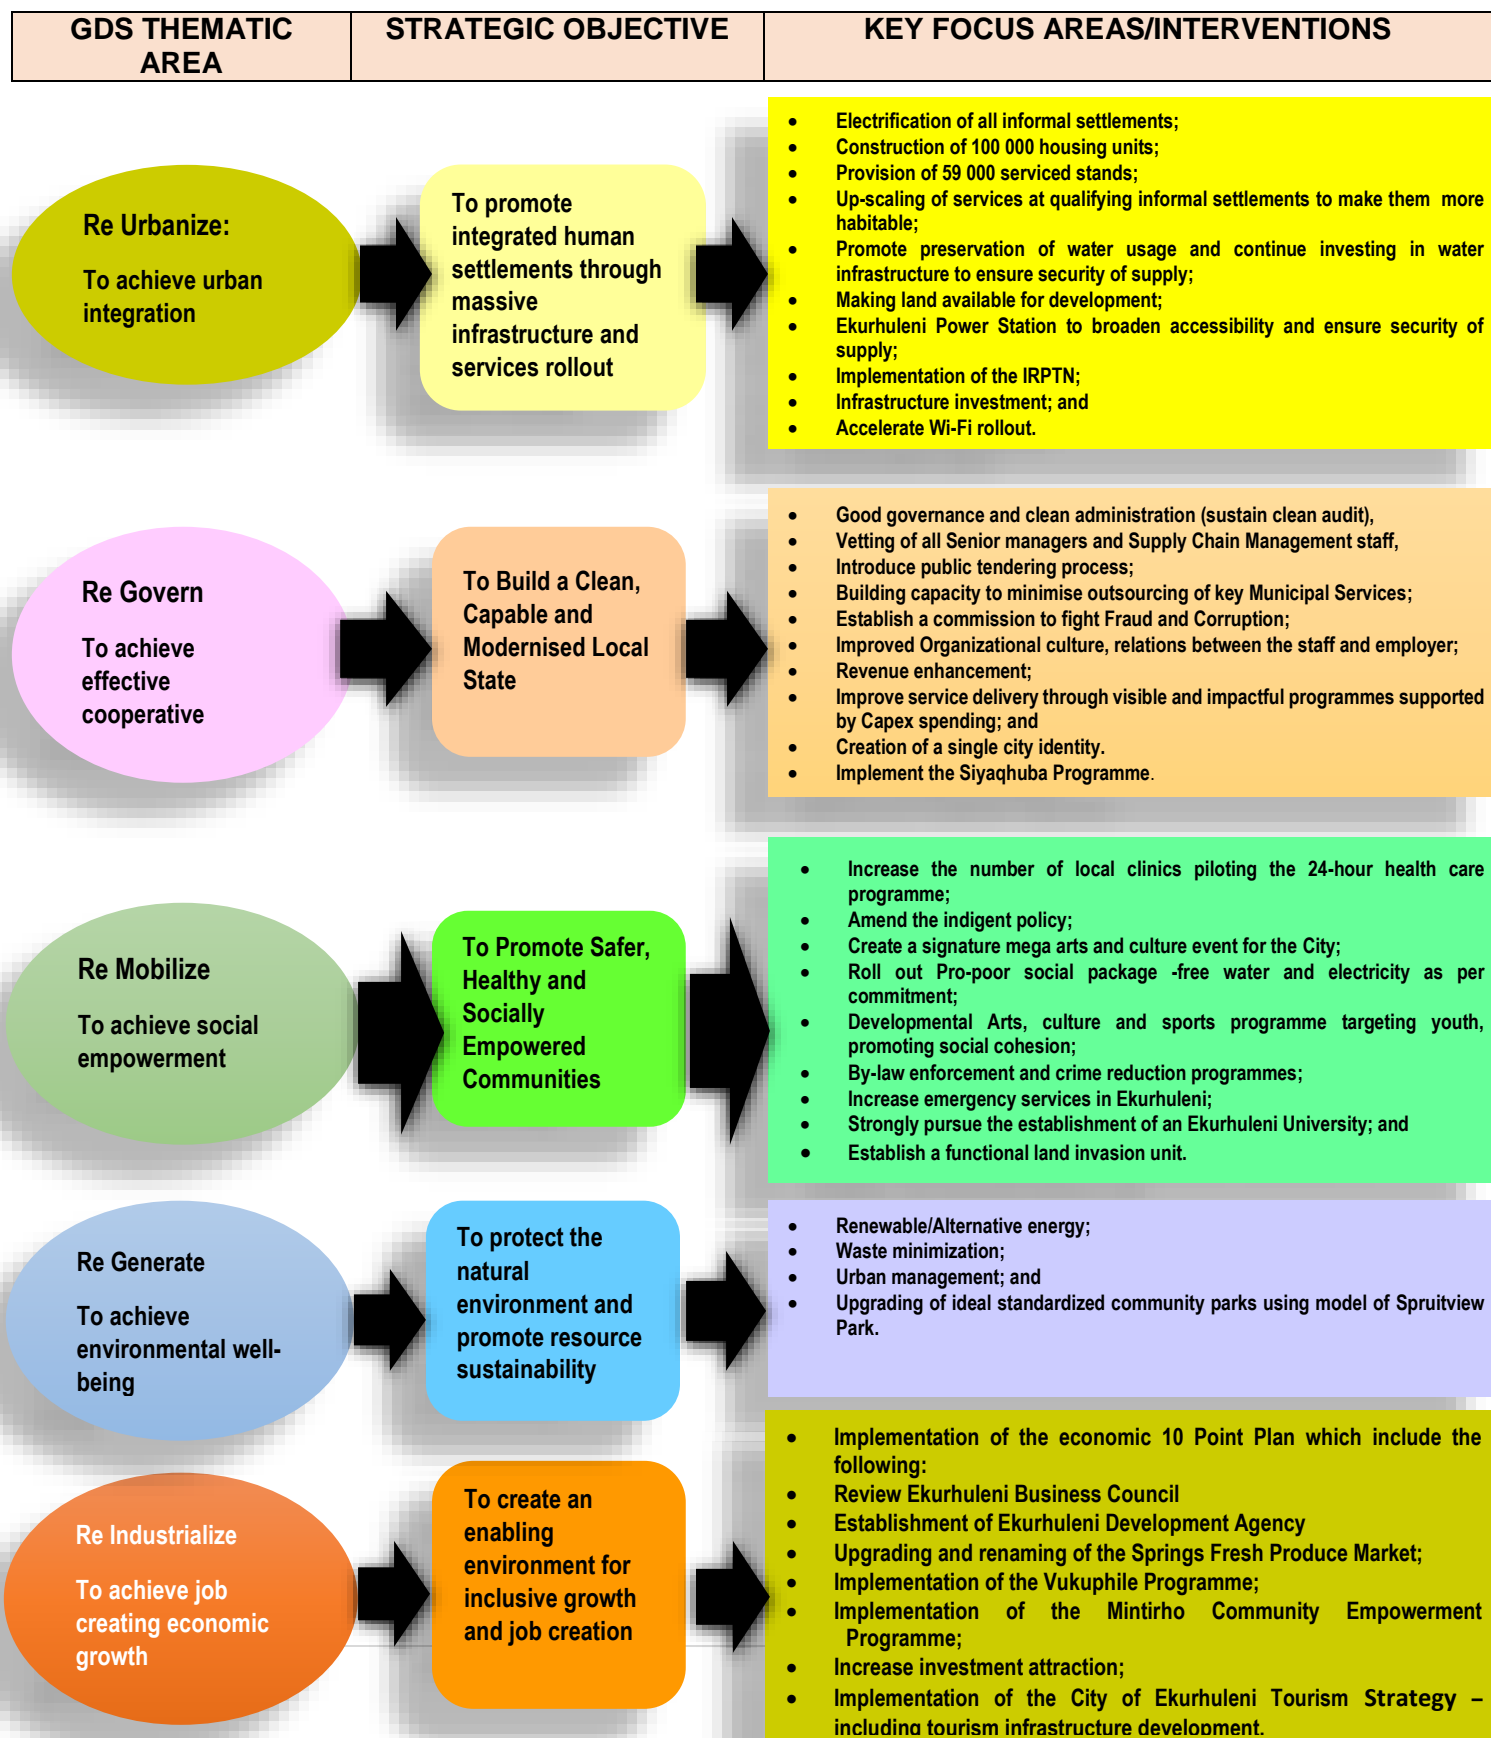 GDS THEMATIC
AREA
STRATEGIC OBJECTIVE
KEY FOCUS AREAS/INTERVENTIONS
Re Urbanize:
To achieve urban
integration
To promote
integrated human
settlements through
massive
infrastructure and
services rollout
• Electrification of all informal settlements;
• Construction of 100 000 housing units;
• Provision of 59 000 serviced stands;
• Up-scaling of services at qualifying informal settlements to make them more
habitable;
• Promote preservation of water usage and continue investing in water
infrastructure to ensure security of supply;
• Making land available for development;
• Ekurhuleni Power Station to broaden accessibility and ensure security of
supply;
• Implementation of the IRPTN;
• Infrastructure investment; and
• Accelerate Wi-Fi rollout.
Re Govern
To achieve
effective
cooperative
To Build a Clean,
Capable and
Modernised Local
State
• Good governance and clean administration (sustain clean audit),
• Vetting of all Senior managers and Supply Chain Management staff,
• Introduce public tendering process;
• Building capacity to minimise outsourcing of key Municipal Services;
• Establish a commission to fight Fraud and Corruption;
• Improved Organizational culture, relations between the staff and employer;
• Revenue enhancement;
• Improve service delivery through visible and impactful programmes supported
by Capex spending; and
• Creation of a single city identity.
• Implement the Siyaqhuba Programme.
Re Mobilize
To achieve social
empowerment
To Promote Safer,
Healthy and
Socially
Empowered
Communities
• Increase the number of local clinics piloting the 24-hour health care
programme;
• Amend the indigent policy;
• Create a signature mega arts and culture event for the City;
• Roll out Pro-poor social package -free water and electricity as per
commitment;
• Developmental Arts, culture and sports programme targeting youth,
promoting social cohesion;
• By-law enforcement and crime reduction programmes;
• Increase emergency services in Ekurhuleni;
• Strongly pursue the establishment of an Ekurhuleni University; and
• Establish a functional land invasion unit.
Re Generate
To achieve
environmental well-
being
To protect the
natural
environment and
promote resource
sustainability
• Renewable/Alternative energy;
• Waste minimization;
• Urban management; and
• Upgrading of ideal standardized community parks using model of Spruitview
Park.
Re Industrialize
To achieve job
creating economic
growth
To create an
enabling
environment for
inclusive growth
and job creation
• Implementation of the economic 10 Point Plan which include the
following:
• Review Ekurhuleni Business Council
• Establishment of Ekurhuleni Development Agency
• Upgrading and renaming of the Springs Fresh Produce Market;
• Implementation of the Vukuphile Programme;
• Implementation of the Mintirho Community Empowerment
Programme;
• Increase investment attraction;
• Implementation of the City of Ekurhuleni Tourism Strategy –
including tourism infrastructure development.